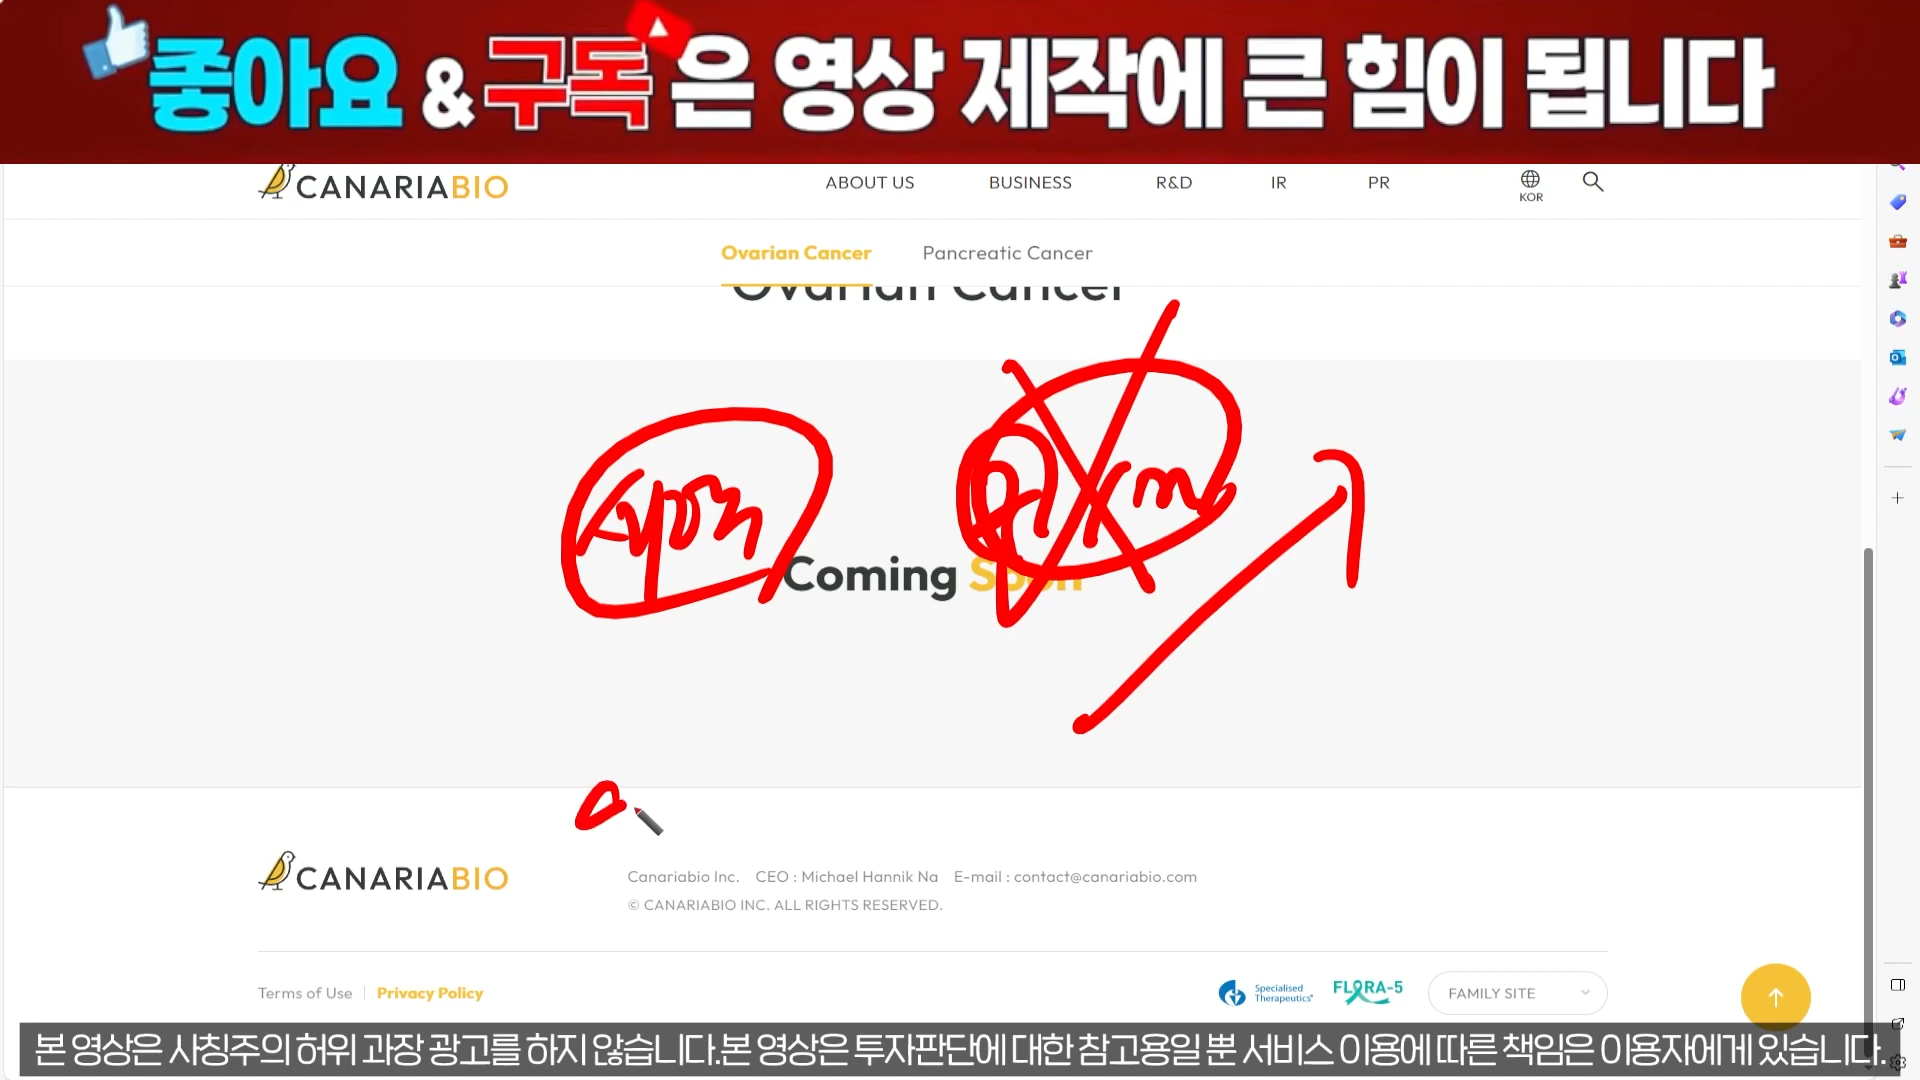 좋아요 & 구독 은 영상 제작에 큰 힘이 됩니다
CANARIABIO
ABOUT US
BUSINESS
R&D
IR
PR
KOR
Ovarian Cancer
Pancreatic Cancer
Ovarian Cancer
Coming Soon
CANARIABIO
Canariabio Inc. CEO : Michael Hannik Na E-mail : contact@canariabio.com
© CANARIABIO INC. ALL RIGHTS RESERVED.
Terms of Use
Privacy Policy
Specialised
Therapeutics
FLORA-5
FAMILY SITE
본 영상은 사칭주의 허위 과장 광고를 하지 않습니다.본 영상은 투자판단에 대한 참고용일 뿐 서비스 이용에 따른 책임은 이용자에게 있습니다.